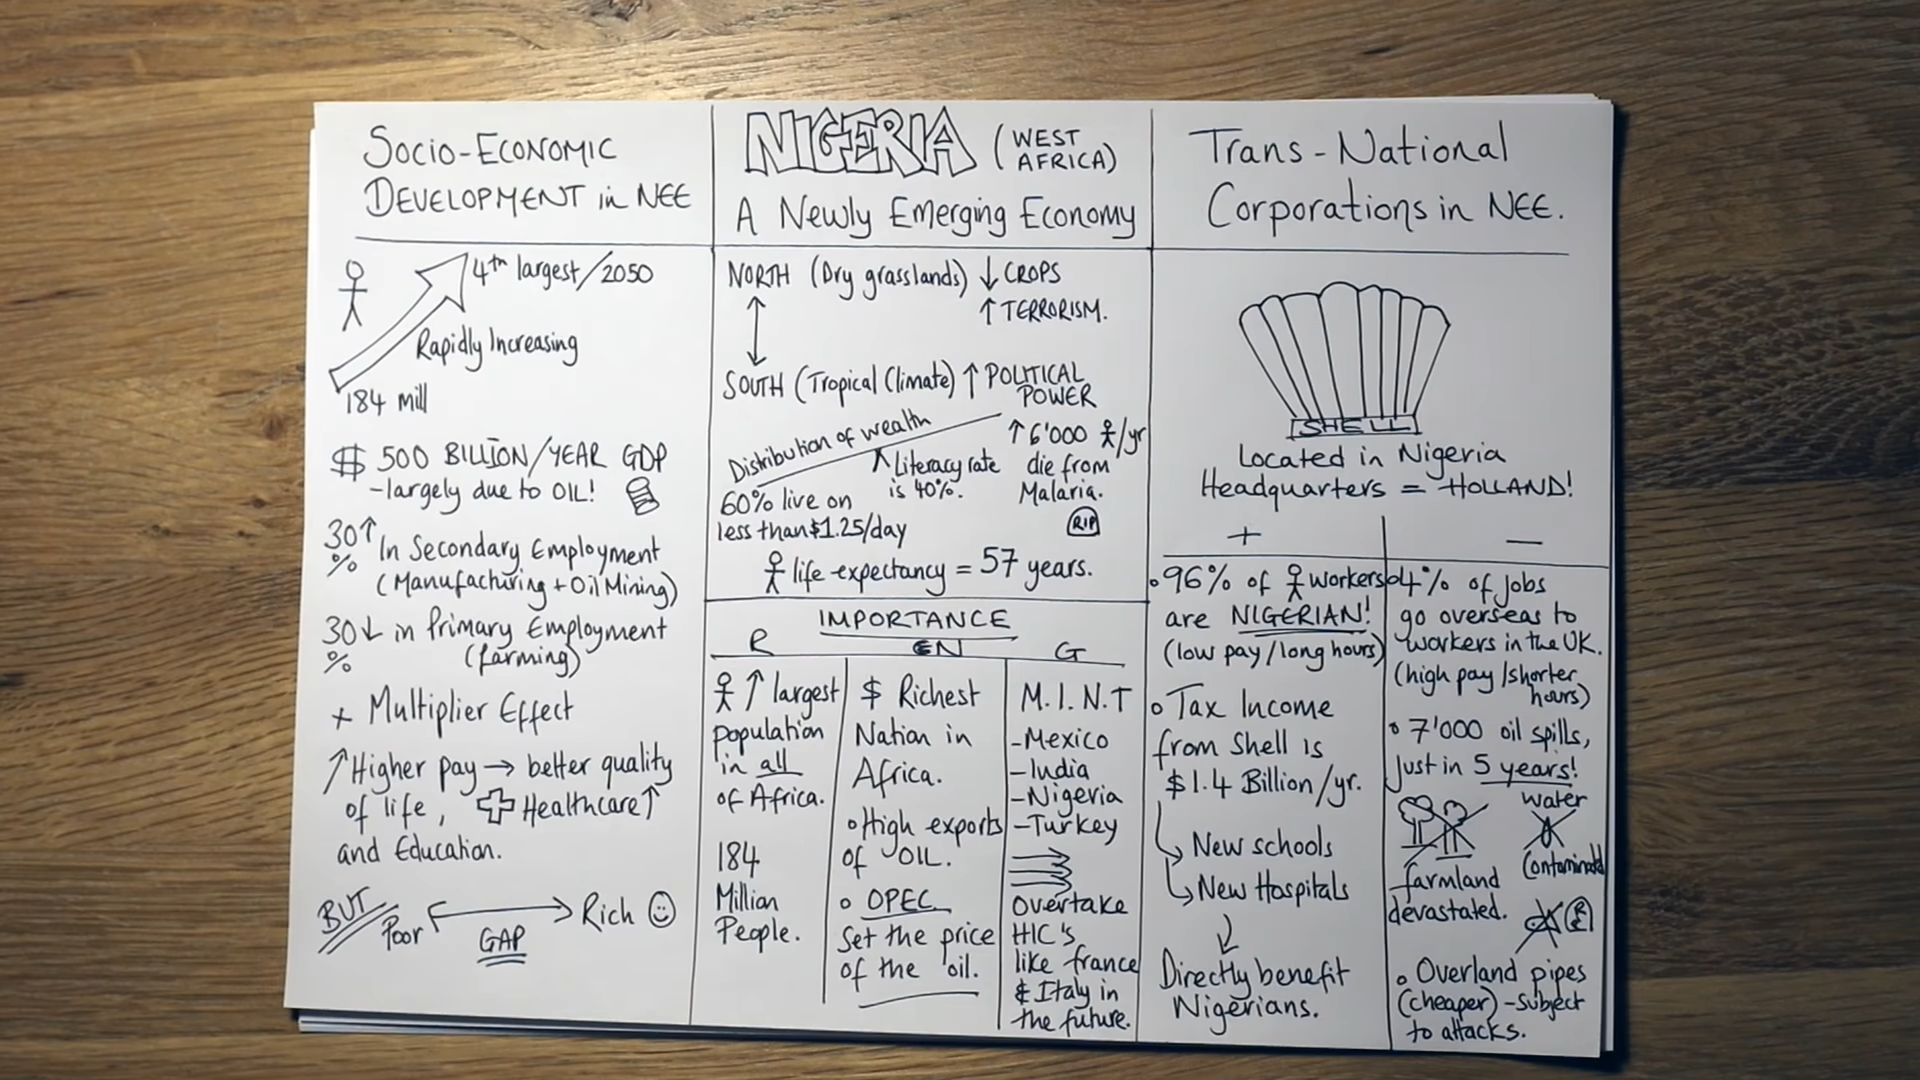 SOCIO-ECONOMIC
DEVELOPMENT in NEE
4th largest/2050
Rapidly Increasing
184 mill
$ 500 BILLION/YEAR GDP
-largely due to OIL!
30↑
% In Secondary Employment
(Manufacturing + Oil Mining)
30↓ in Primary Employment
% (farming)
+ Multiplier Effect
↑Higher pay → better quality
of life, Healthcare↑
and Education.
BUT
Poor ↔ Rich
GAP
NIGERIA (WEST
AFRICA)
A Newly Emerging Economy
NORTH (Dry grasslands) ↓ CROPS
↑ TERRORISM.
SOUTH (Tropical Climate) ↑ POLITICAL
POWER
Distribution of wealth
↑ 6'000 /yr
die from
Malaria.
RIP
Literacy rate
is 40%.
60% live on
less than $1.25/day
life expectancy = 57 years.
IMPORTANCE
R
↑ largest
population
in all
of Africa.
184
Million
People.
EN
$ Richest
Nation in
Africa.
o High exports
of OIL.
o OPEC
Set the price
of the oil.
G
M.I.N.T
-Mexico
-India
-Nigeria
-Turkey
Overtake
HIC's
like france
& Italy in
the future.
Trans-National
Corporations in NEE.
SHELL
Located in Nigeria
Headquarters = HOLLAND!
+
o 96% of workers
are NIGERIAN!
(low pay/long hours)
o Tax Income
from Shell is
$1.4 Billion/yr.
↳ New schools
↳ New Hospitals
↓
Directly benefit
Nigerians.
−
o 4% of Jobs
go overseas to
workers in the UK.
(high pay/shorter
hours)
o 7'000 oil spills,
Just in 5 years!
Water
Contaminated
farmland
devastated.
£
o Overland pipes
(cheaper) - subject
to attacks.